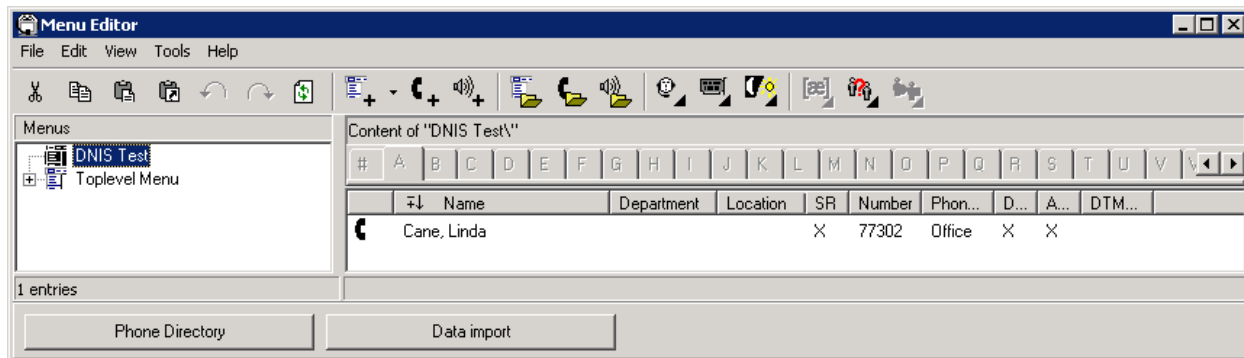 Menu Editor
File Edit View Tools Help
[æ]
Menus
Content of "DNIS Test\"
DNIS Test
Toplevel Menu
# A B C D E F G H I J K L M N O P Q R S T U V
Name Department Location SR Number Phon... D... A... DTM...
Cane, Linda X 77302 Office X X
1 entries
Phone Directory Data import